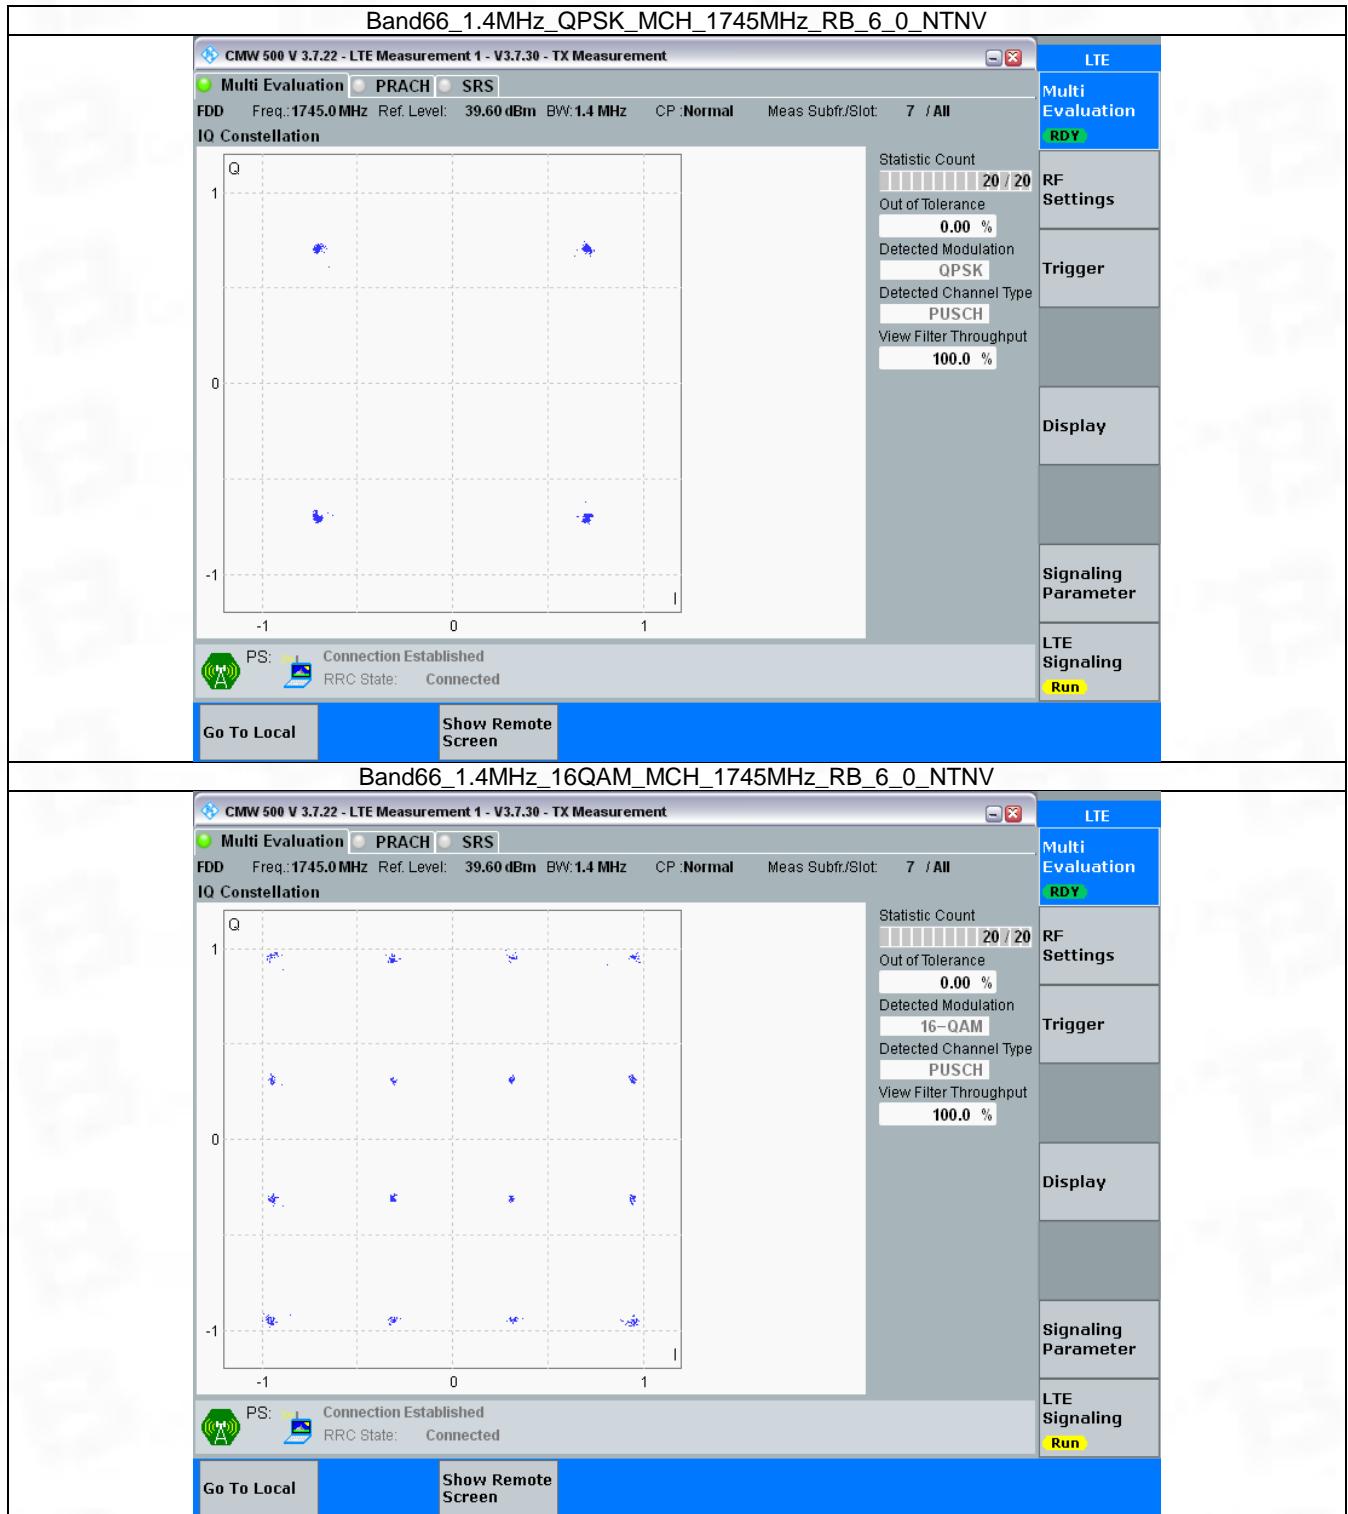 Band66_1.4MHz_QPSK_MCH_1745MHz_RB_6_0_NTNV
CMW 500 V 3.7.22 - LTE Measurement 1 - V3.7.30 - TX Measurement
LTE
Multi Evaluation PRACH SRS
Multi
Evaluation
RDY
FDD Freq.:1745.0 MHz Ref. Level: 39.60 dBm BW:1.4 MHz CP :Normal Meas Subfr./Slot: 7 / All
IQ Constellation
Q
1
0
-1
I
-1 0 1
Statistic Count
20 / 20
Out of Tolerance
0.00 %
Detected Modulation
QPSK
Detected Channel Type
PUSCH
View Filter Throughput
100.0 %
RF
Settings
Trigger
Display
Signaling
Parameter
LTE
Signaling
Run
PS: Connection Established
RRC State: Connected
Go To Local
Show Remote
Screen
Band66_1.4MHz_16QAM_MCH_1745MHz_RB_6_0_NTNV
CMW 500 V 3.7.22 - LTE Measurement 1 - V3.7.30 - TX Measurement
LTE
Multi Evaluation PRACH SRS
Multi
Evaluation
RDY
FDD Freq.:1745.0 MHz Ref. Level: 39.60 dBm BW:1.4 MHz CP :Normal Meas Subfr./Slot: 7 / All
IQ Constellation
Q
1
0
-1
I
-1 0 1
Statistic Count
20 / 20
Out of Tolerance
0.00 %
Detected Modulation
16-QAM
Detected Channel Type
PUSCH
View Filter Throughput
100.0 %
RF
Settings
Trigger
Display
Signaling
Parameter
LTE
Signaling
Run
PS: Connection Established
RRC State: Connected
Go To Local
Show Remote
Screen